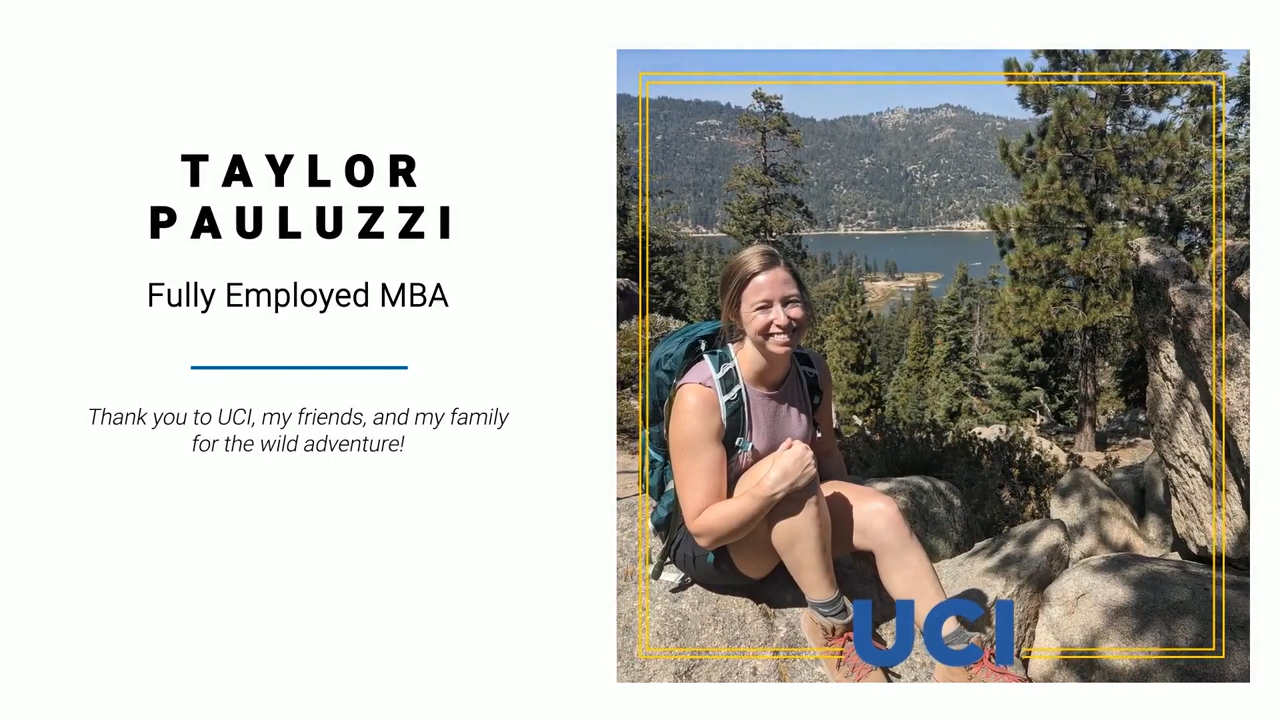 TAYLOR
PAULUZZI
Fully Employed MBA
Thank you to UCI, my friends, and my family
for the wild adventure!
UCI